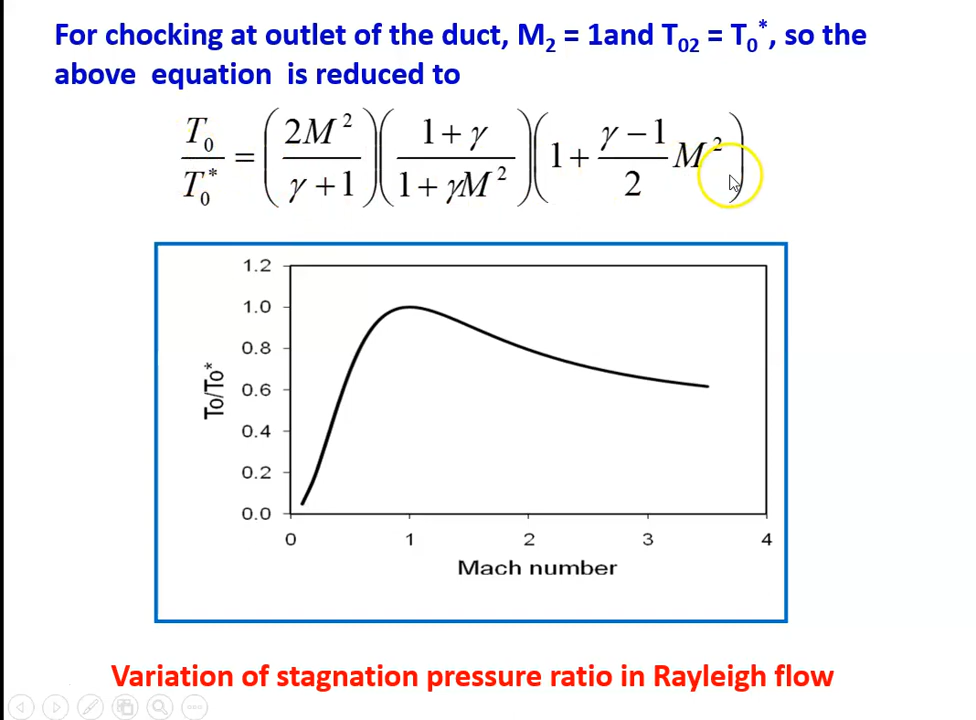 For chocking at outlet of the duct, M₂ = 1and T₀₂ = T₀*, so the
above equation is reduced to
T₀/T₀* = (2M²/(γ + 1)) ((1 + γ)/(1 + γM²)) (1 + (γ − 1)/2 M²)
1.2
1.0
0.8
0.6
0.4
0.2
0.0
To/To*
0 1 2 3 4
Mach number
Variation of stagnation pressure ratio in Rayleigh flow